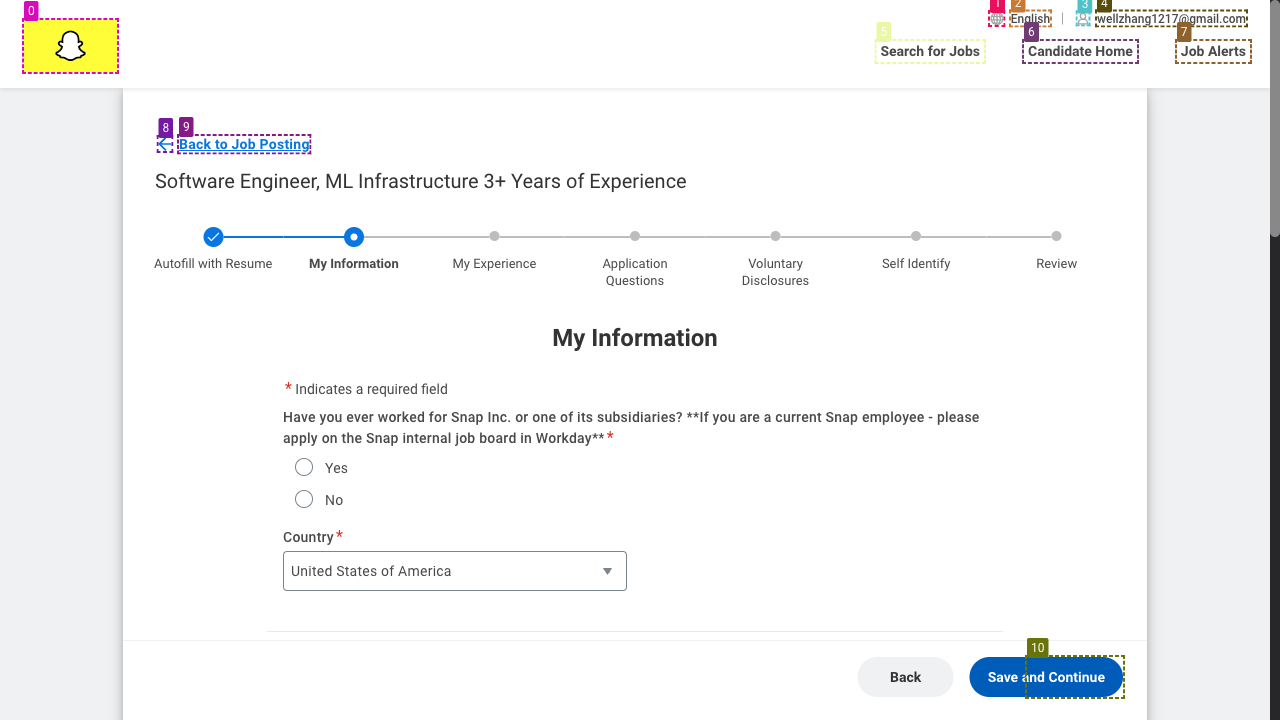 0
1 2 3 4
English | wellzhang1217@gmail.com
5 6 7
Search for Jobs Candidate Home Job Alerts
8 9
Back to Job Posting
Software Engineer, ML Infrastructure 3+ Years of Experience
Autofill with Resume My Information My Experience Application Questions Voluntary Disclosures Self Identify Review
My Information
* Indicates a required field
Have you ever worked for Snap Inc. or one of its subsidiaries? **If you are a current Snap employee - please
apply on the Snap internal job board in Workday** *
Yes
No
Country *
United States of America
10
Back Save and Continue